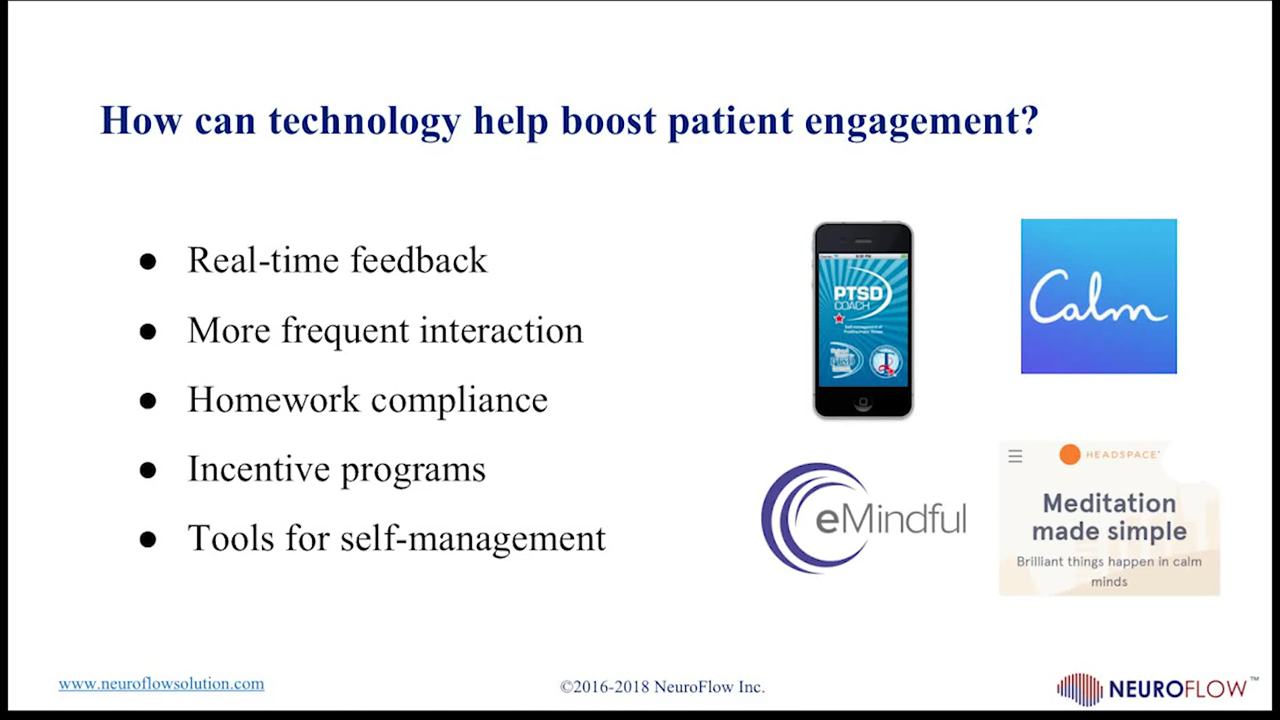 How can technology help boost patient engagement?
● Real-time feedback
● More frequent interaction
● Homework compliance
● Incentive programs
● Tools for self-management
PTSD
COACH
Calm
eMindful
HEADSPACE
Meditation
made simple
Brilliant things happen in calm
minds
www.neuroflowsolution.com
©2016-2018 NeuroFlow Inc.
NEUROFLOW™